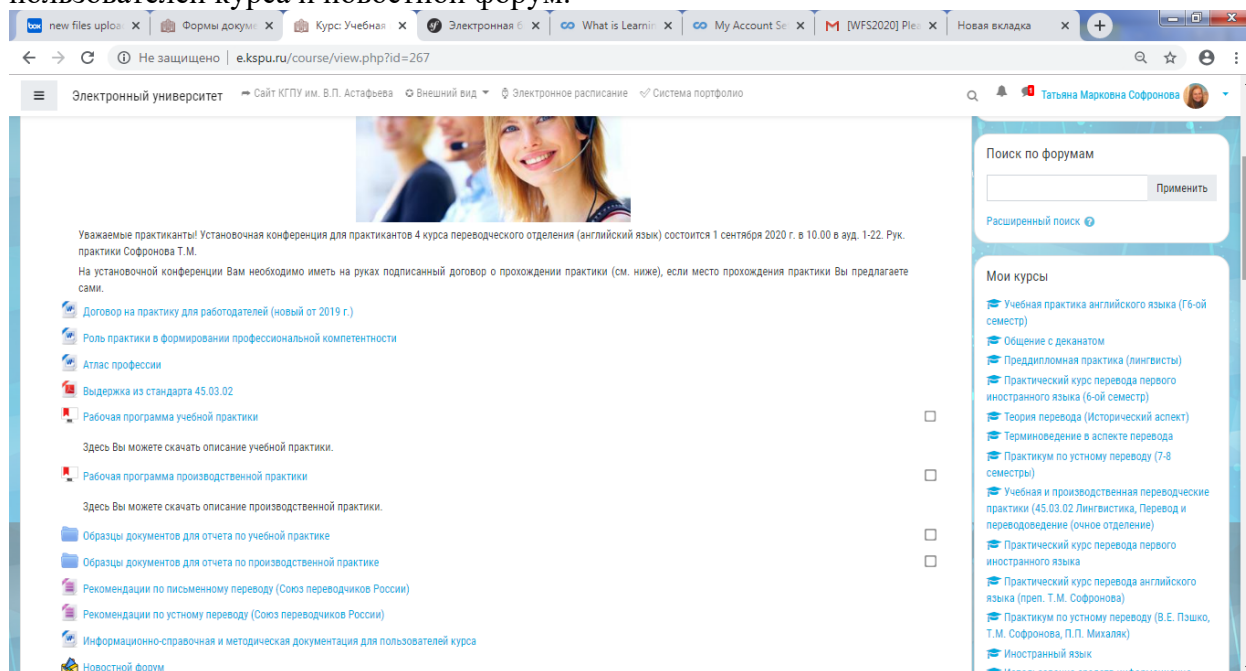 пользователей курса и новостной форум.
new files uploa
Формы докуме
Курс: Учебная
Электронная б
What is Learnin
My Account Se
[WFS2020] Plea
Новая вкладка
Не защищено | e.kspu.ru/course/view.php?id=267
Электронный университет
Сайт КГПУ им. В.П. Астафьева
Внешний вид
Электронное расписание
Система портфолио
Татьяна Марковна Софронова
Уважаемые практиканты! Установочная конференция для практикантов 4 курса переводческого отделения (английский язык) состоится 1 сентября 2020 г. в 10.00 в ауд. 1-22. Рук.
практики Софронова Т.М.
На установочной конференции Вам необходимо иметь на руках подписанный договор о прохождении практики (см. ниже), если место прохождения практики Вы предлагаете
сами.
Договор на практику для работодателей (новый от 2019 г.)
Роль практики в формировании профессиональной компетентности
Атлас профессии
Выдержка из стандарта 45.03.02
Рабочая программа учебной практики
Здесь Вы можете скачать описание учебной практики.
Рабочая программа производственной практики
Здесь Вы можете скачать описание производственной практики.
Образцы документов для отчета по учебной практике
Образцы документов для отчета по производственной практике
Рекомендации по письменному переводу (Союз переводчиков России)
Рекомендации по устному переводу (Союз переводчиков России)
Информационно-справочная и методическая документация для пользователей курса
Новостной форум
Поиск по форумам
Применить
Расширенный поиск
Мои курсы
Учебная практика английского языка (Г6-ой
семестр)
Общение с деканатом
Преддипломная практика (лингвисты)
Практический курс перевода первого
иностранного языка (6-ой семестр)
Теория перевода (Исторический аспект)
Терминоведение в аспекте перевода
Практикум по устному переводу (7-8
семестры)
Учебная и производственная переводческие
практики (45.03.02 Лингвистика, Перевод и
переводоведение (очное отделение)
Практический курс перевода первого
иностранного языка
Практический курс перевода английского
языка (преп. Т.М. Софронова)
Практикум по устному переводу (В.Е. Пэшко,
Т.М. Софронова, П.П. Михаляк)
Иностранный язык